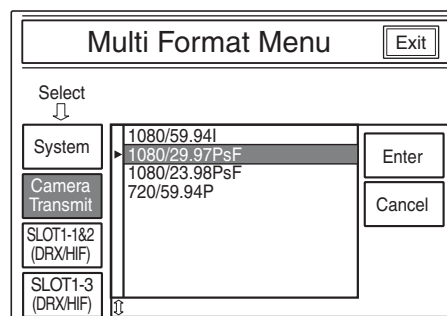 Multi Format Menu
Exit
Select
System
Camera
Transmit
SLOT1-1&2
(DRX/HIF)
SLOT1-3
(DRX/HIF)
1080/59.94I
1080/29.97PsF
1080/23.98PsF
720/59.94P
Enter
Cancel